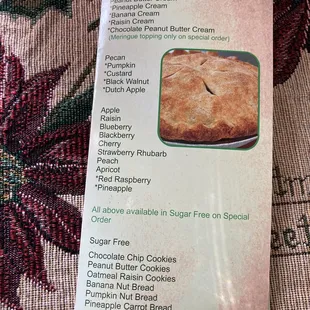 *Pineapple Cream
*Banana Cream
*Raisin Cream
*Chocolate Peanut Butter Cream
(Meringue topping only on special order)
Pecan
*Pumpkin
*Custard
*Black Walnut
*Dutch Apple
Apple
Raisin
Blueberry
Blackberry
Cherry
Strawberry Rhubarb
Peach
Apricot
*Red Raspberry
*Pineapple
All above available in Sugar Free on Special
Order
Sugar Free
Chocolate Chip Cookies
Peanut Butter Cookies
Oatmeal Raisin Cookies
Banana Nut Bread
Pumpkin Nut Bread
Pineapple Carrot Bread